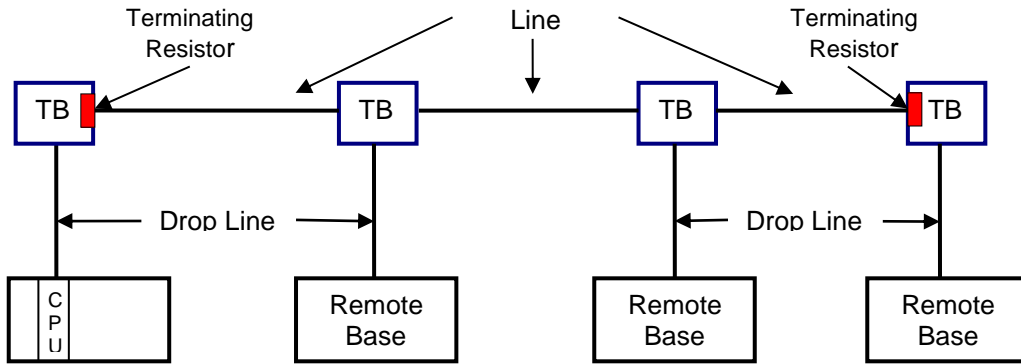 Terminating
Resistor
Line
Terminating
Resistor
TB
TB
TB
TB
Drop Line
Drop Line
C
P
U
Remote
Base
Remote
Base
Remote
Base